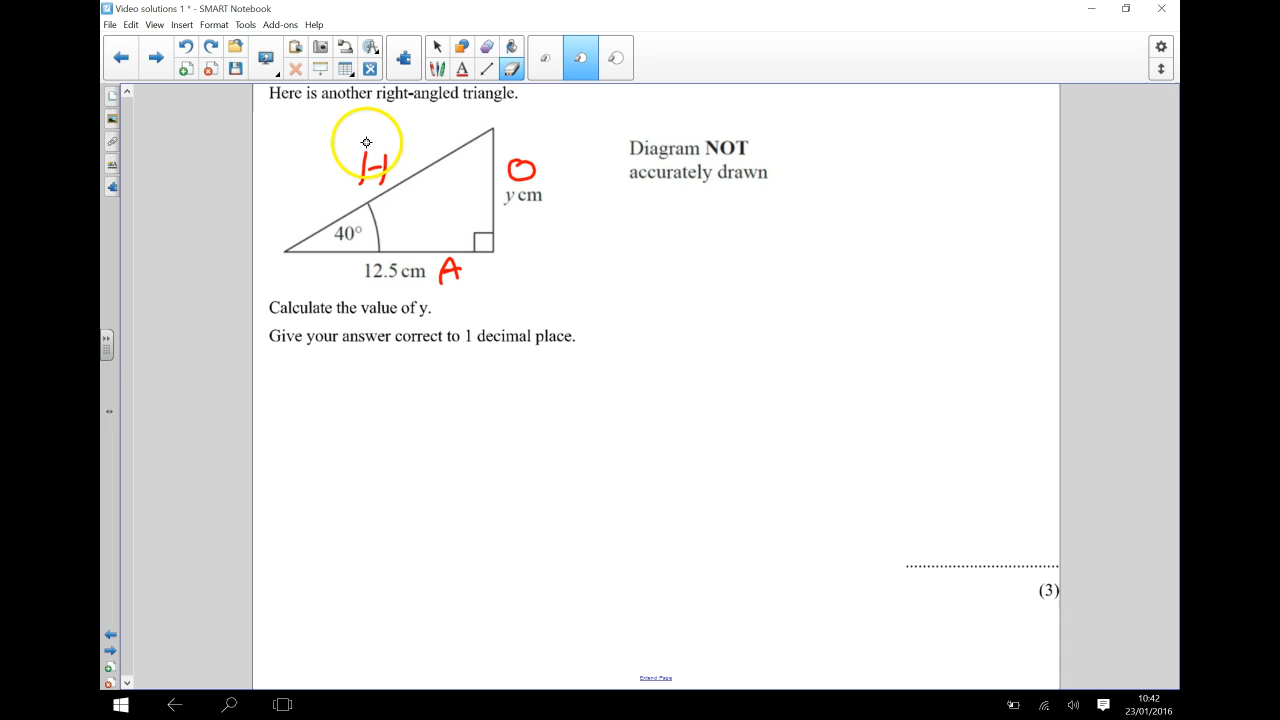 Video solutions 1 * - SMART Notebook
File Edit View Insert Format Tools Add-ons Help
Here is another right-angled triangle.
Diagram NOT
accurately drawn
H
O
y cm
40°
12.5 cm A
Calculate the value of y.
Give your answer correct to 1 decimal place.
....................................
(3)
Extend Page
10:42
23/01/2016